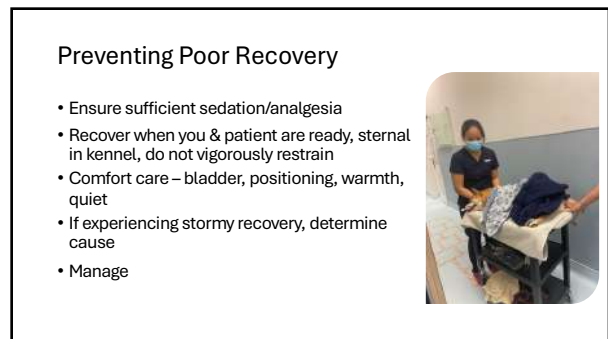 Preventing Poor Recovery
• Ensure sufficient sedation/analgesia
• Recover when you & patient are ready, sternal
in kennel, do not vigorously restrain
• Comfort care – bladder, positioning, warmth,
quiet
• If experiencing stormy recovery, determine
cause
• Manage